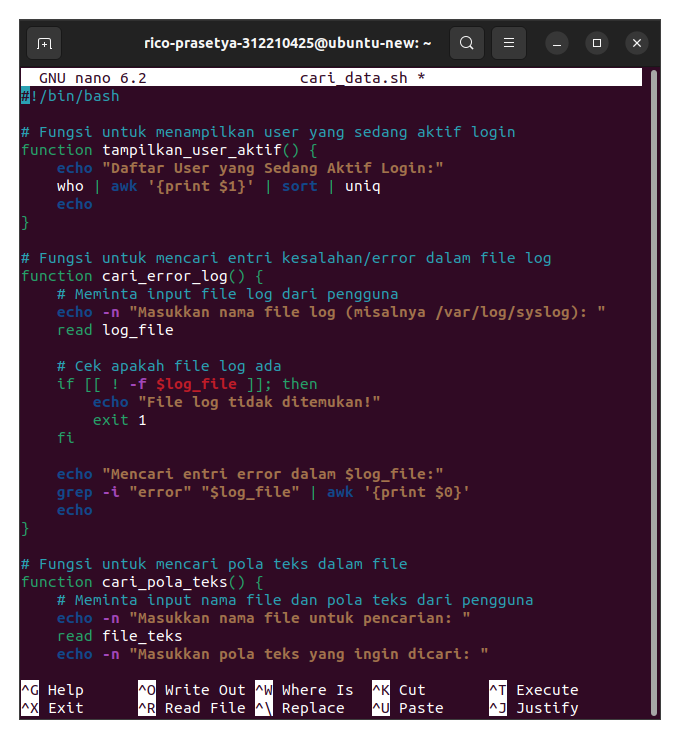 rico-prasetya-312210425@ubuntu-new: ~
GNU nano 6.2 cari_data.sh *
#!/bin/bash
# Fungsi untuk menampilkan user yang sedang aktif login
function tampilkan_user_aktif() {
    echo "Daftar User yang Sedang Aktif Login:"
    who | awk '{print $1}' | sort | uniq
    echo
}
# Fungsi untuk mencari entri kesalahan/error dalam file log
function cari_error_log() {
    # Meminta input file log dari pengguna
    echo -n "Masukkan nama file log (misalnya /var/log/syslog): "
    read log_file
    # Cek apakah file log ada
    if [[ ! -f $log_file ]]; then
        echo "File log tidak ditemukan!"
        exit 1
    fi
    echo "Mencari entri error dalam $log_file:"
    grep -i "error" "$log_file" | awk '{print $0}'
    echo
}
# Fungsi untuk mencari pola teks dalam file
function cari_pola_teks() {
    # Meminta input nama file dan pola teks dari pengguna
    echo -n "Masukkan nama file untuk pencarian: "
    read file_teks
    echo -n "Masukkan pola teks yang ingin dicari: "
^G Help ^O Write Out ^W Where Is ^K Cut ^T Execute
^X Exit ^R Read File ^\ Replace ^U Paste ^J Justify